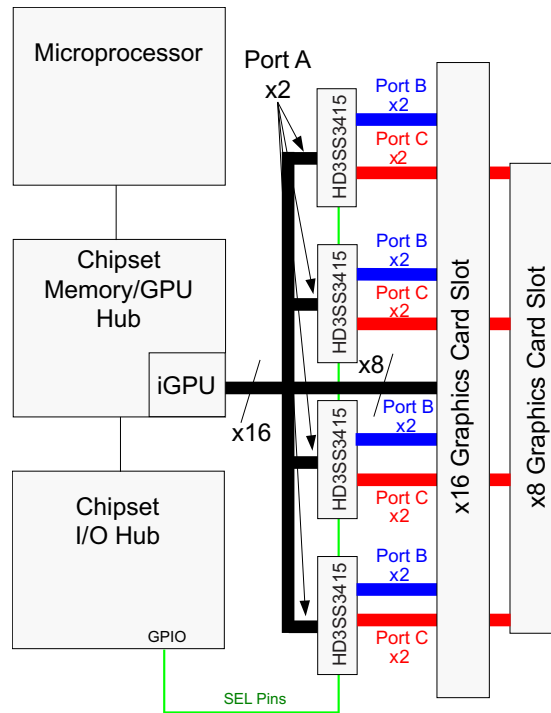 Microprocessor
Port A
x2
HD3SS3415
Port B
x2
Port C
x2
Chipset
Memory/GPU
Hub
iGPU
x16
HD3SS3415
Port B
x2
Port C
x2
x8
x16 Graphics Card Slot
x8 Graphics Card Slot
Chipset
I/O Hub
GPIO
HD3SS3415
Port B
x2
Port C
x2
HD3SS3415
Port B
x2
Port C
x2
SEL Pins